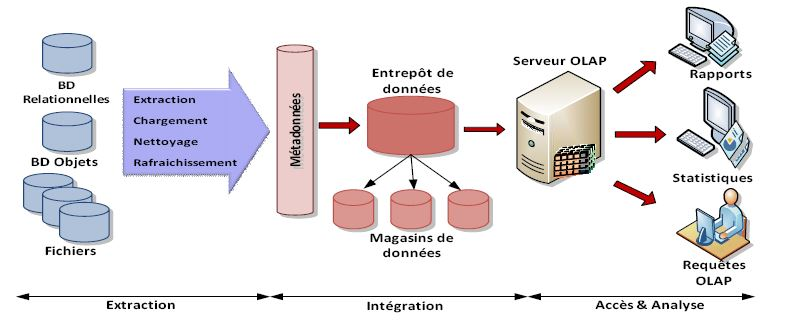 BD
Relationnelles
BD Objets
Fichiers
Extraction
Chargement
Nettoyage
Rafraichissement
Métadonnées
Entrepôt de
données
Magasins de
données
Serveur OLAP
Rapports
Statistiques
Requêtes
OLAP
Extraction
Intégration
Accès & Analyse